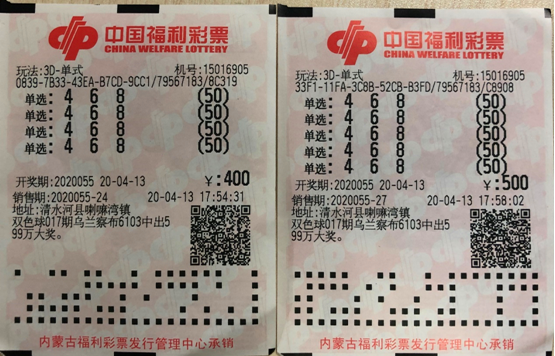 中国福利彩票
CHINA WELFARE LOTTERY
玩法:3D-单式 机号:15016905
0839-7B33-43EA-B7CD-9CC1/79567183/8C319
单选: 4 6 8 (50)
单选: 4 6 8 (50)
单选: 4 6 8 (50)
单选: 4 6 8 (50)
开奖期:2020055 20-04-13 ￥:400
销售期:2020055-24 20-04-13 17:54:31
地址:清水河县喇嘛湾镇
双色球017期乌兰察布6103中出5
99万大奖。
内蒙古福利彩票发行管理中心承销
中国福利彩票
CHINA WELFARE LOTTERY
玩法:3D-单式 机号:15016905
33F1-11FA-3C8B-52CB-B3FD/79567183/C8908
单选: 4 6 8 (50)
单选: 4 6 8 (50)
单选: 4 6 8 (50)
单选: 4 6 8 (50)
单选: 4 6 8 (50)
开奖期:2020055 20-04-13 ￥:500
销售期:2020055-27 20-04-13 17:58:02
地址:清水河县喇嘛湾镇
双色球017期乌兰察布6103中出5
99万大奖。
内蒙古福利彩票发行管理中心承销